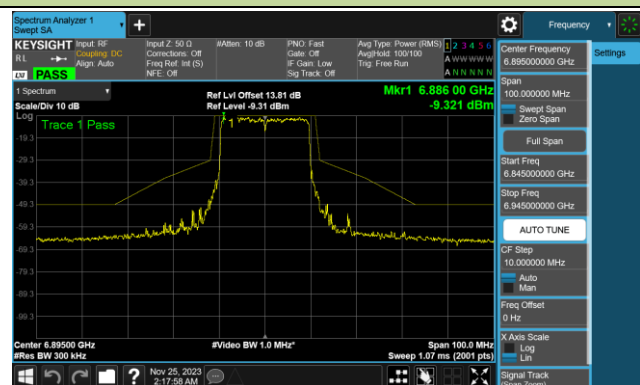 Spectrum Analyzer 1
Swept SA
Frequency
KEYSIGHT
RL
LXI
PASS
Input: RF
Coupling: DC
Align: Auto
Input Z: 50 Ω
Corrections: Off
Freq Ref: Int (S)
NFE: Off
#Atten: 10 dB
PNO: Fast
Gate: Off
IF Gain: Low
Sig Track: Off
Avg Type: Power (RMS)
Avg|Hold: 100/100
Trig: Free Run
1 2 3 4 5 6
A W W W W W
A N N N N N
1 Spectrum
Scale/Div 10 dB
Ref Lvl Offset 13.81 dB
Ref Level -9.31 dBm
Mkr1 6.886 00 GHz
-9.321 dBm
Log
Trace 1 Pass
-19.3
-29.3
-39.3
-49.3
-59.3
-69.3
-79.3
-89.3
-99.3
Center 6.89500 GHz
#Res BW 300 kHz
#Video BW 1.0 MHz*
Span 100.0 MHz
Sweep 1.07 ms (2001 pts)
Nov 25, 2023
2:17:58 AM
Center Frequency
6.895000000 GHz
Settings
Span
100.000000 MHz
Swept Span
Zero Span
Full Span
Start Freq
6.845000000 GHz
Stop Freq
6.945000000 GHz
AUTO TUNE
CF Step
10.000000 MHz
Auto
Man
Freq Offset
0 Hz
X Axis Scale
Log
Lin
Signal Track
(Span Zoom)